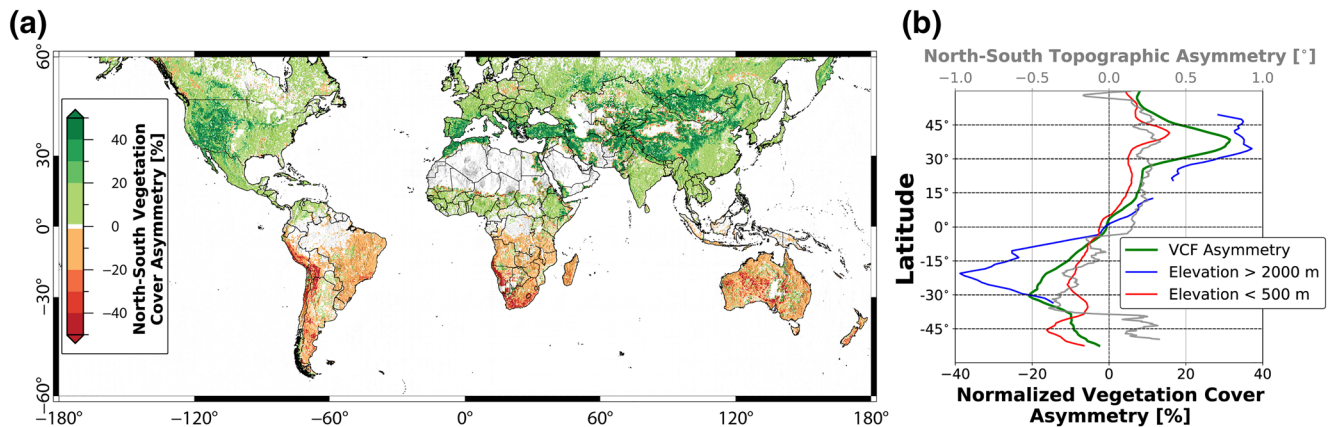 (a)
60°
30°
0°
−30°
−60°
−180
−120
−60
0
60
120
180
40
20
0
−20
−40
North-South Vegetation
Cover Asymmetry [%]
(b)
North-South Topographic Asymmetry [°]
−1.0 −0.5 0.0 0.5 1.0
Latitude
45°
30°
15°
0°
-15°
-30°
-45°
VCF Asymmetry
Elevation > 2000 m
Elevation < 500 m
−40 −20 0 20 40
Normalized Vegetation Cover
Asymmetry [%]